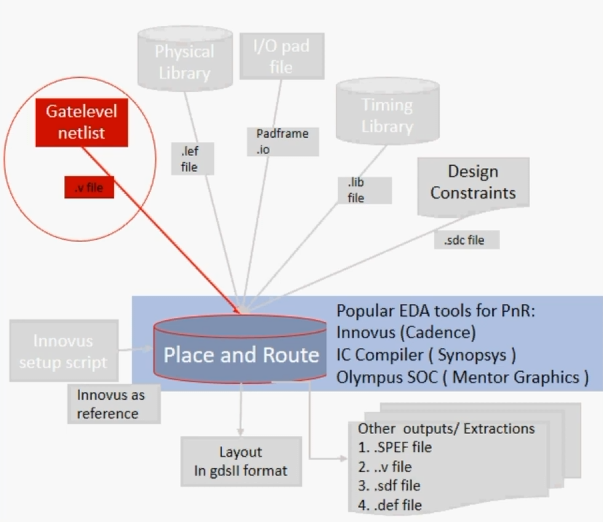 Physical
Library
I/O pad
file
Gatelevel
netlist
Timing
Library
.v file
.lef
file
Padframe
.io
.lib
file
Design
Constraints
.sdc file
Innovus
setup script
Place and Route
Popular EDA tools for PnR:
Innovus (Cadence)
IC Compiler ( Synopsys )
Olympus SOC ( Mentor Graphics )
Innovus as
reference
Layout
In gdsII format
Other outputs/ Extractions
1. .SPEF file
2. ..v file
3. .sdf file
4. .def file